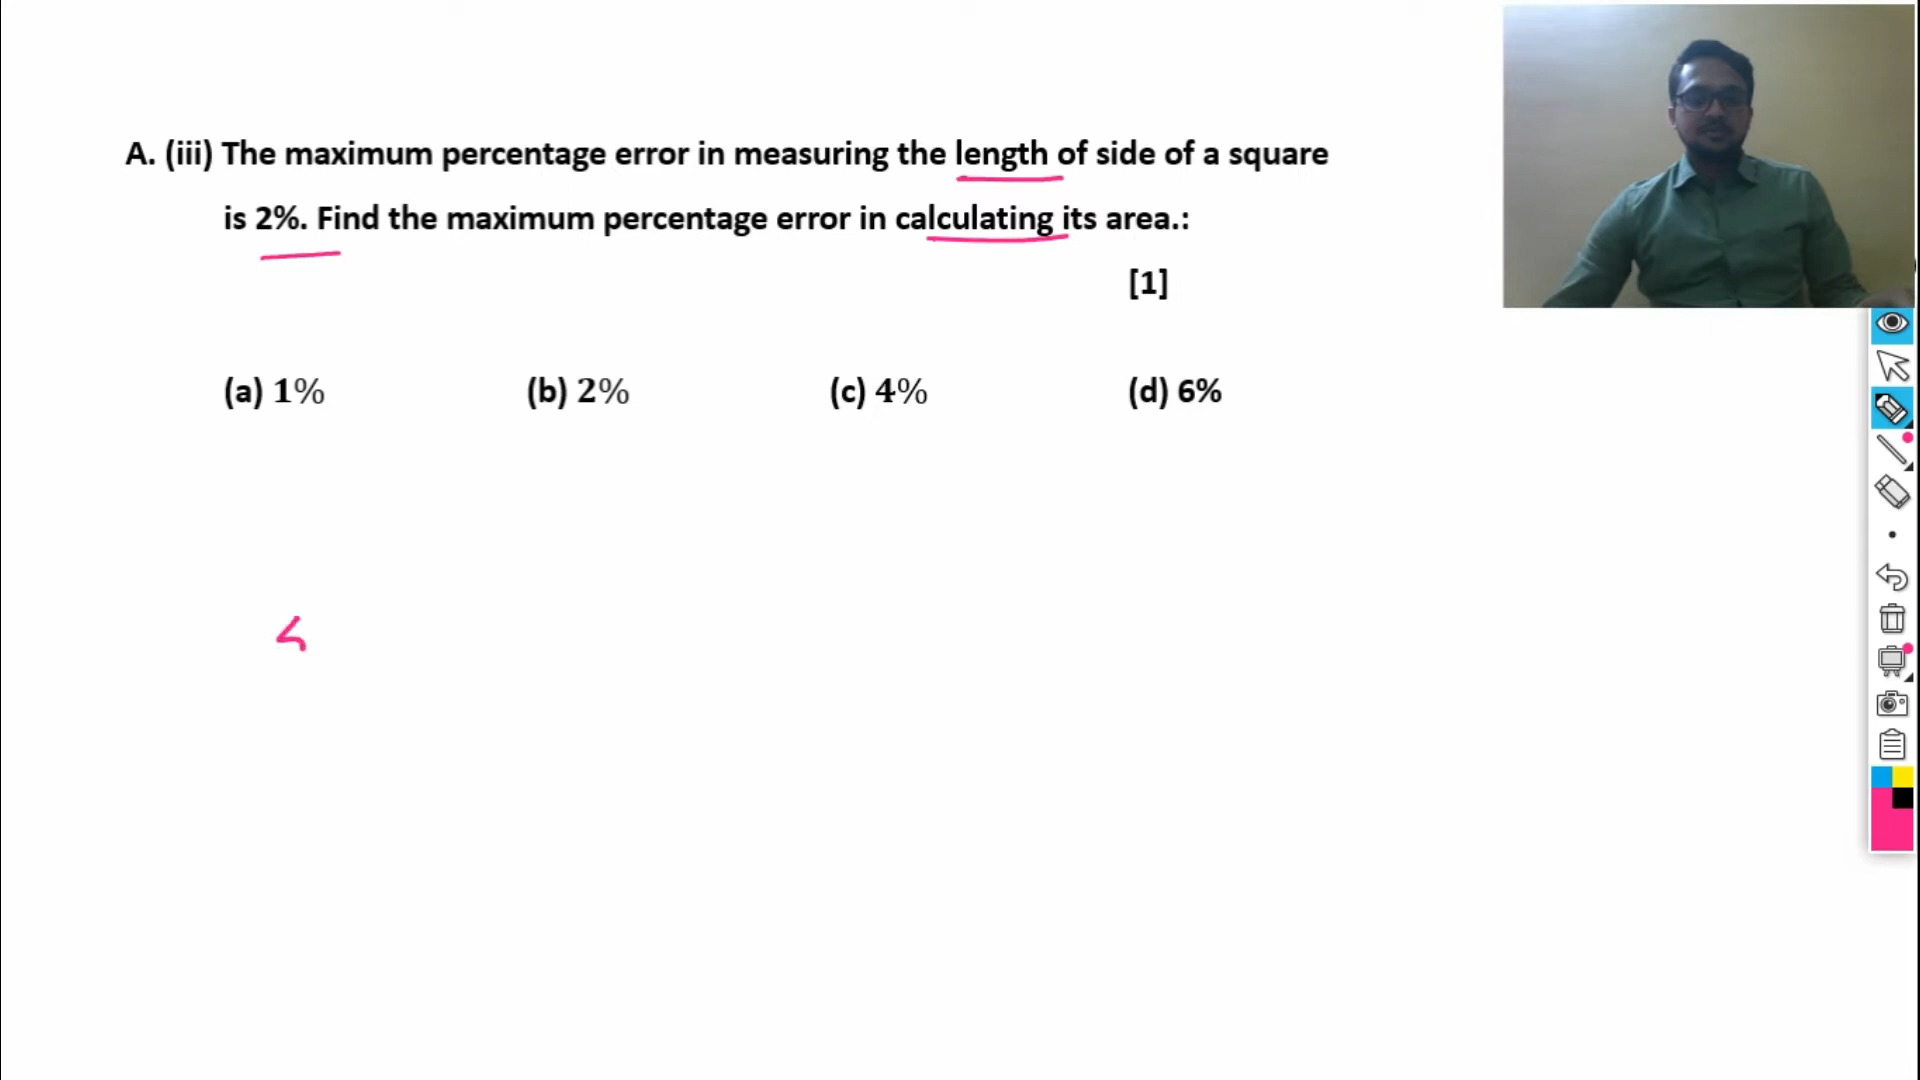 A. (iii) The maximum percentage error in measuring the length of side of a square
is 2%. Find the maximum percentage error in calculating its area.:
[1]
(a) 1% (b) 2% (c) 4% (d) 6%